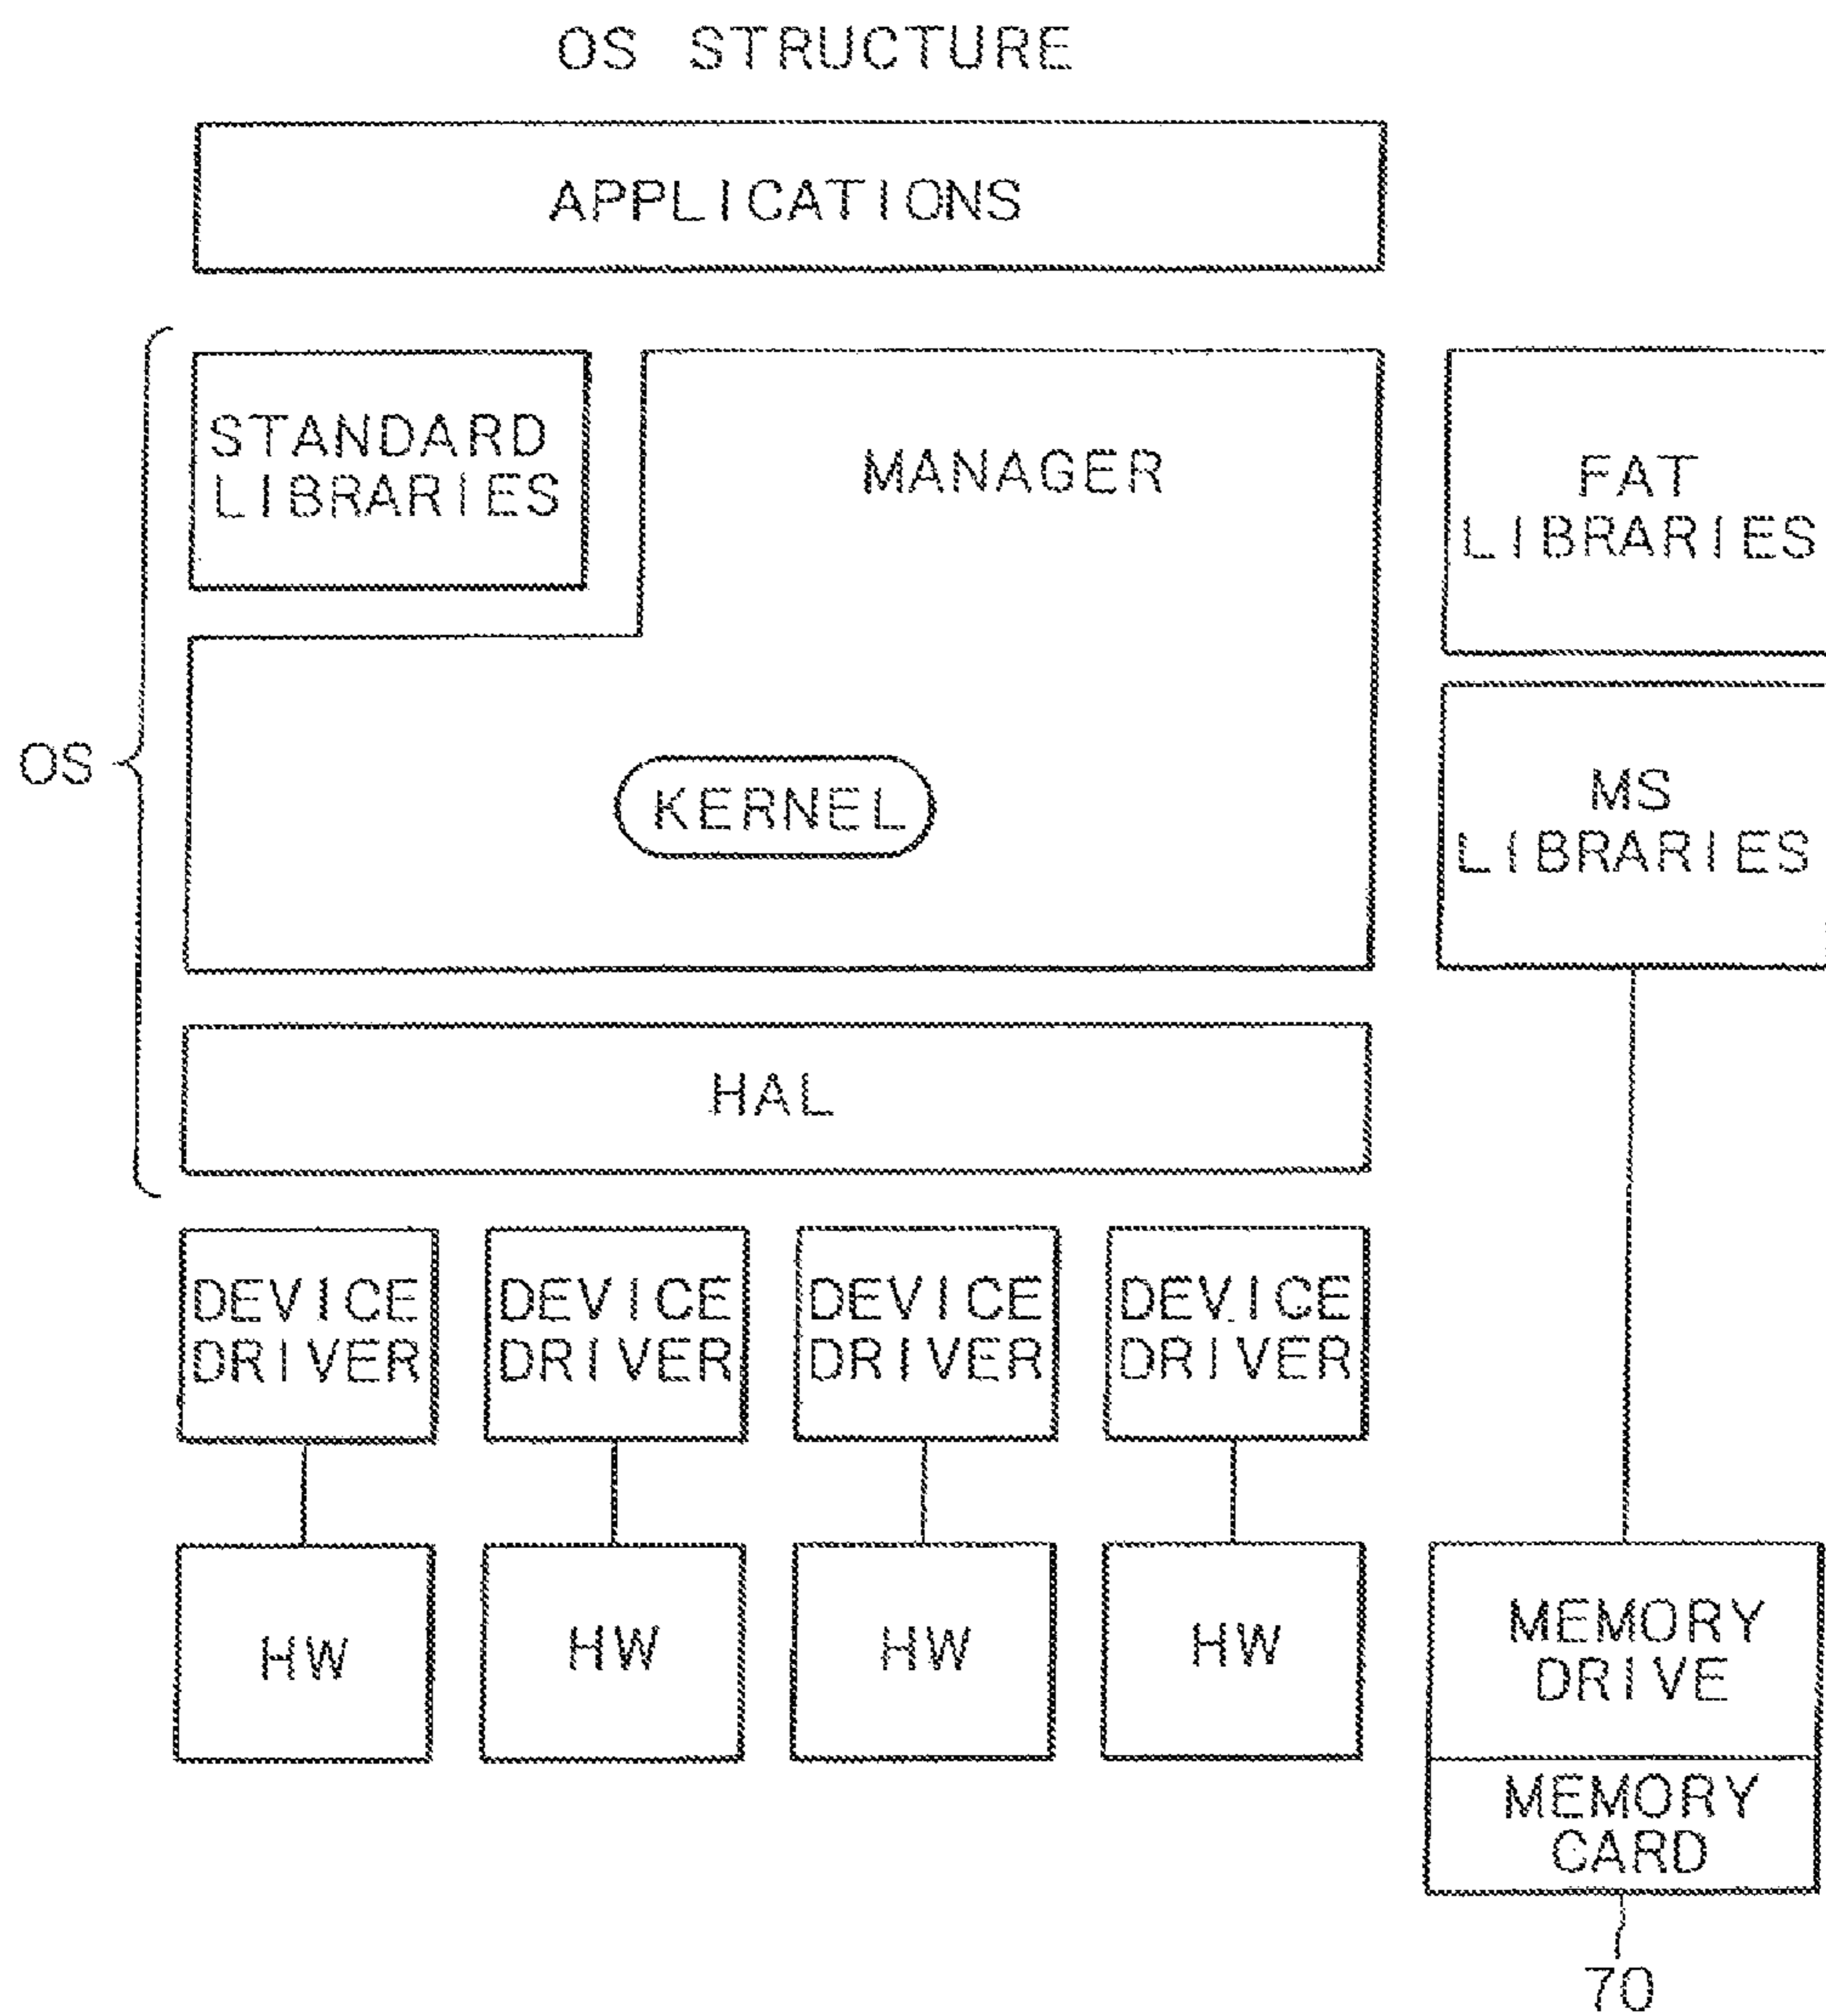 OS STRUCTURE
APPLICATIONS
OS
STANDARD
LIBRARIES
MANAGER
KERNEL
FAT
LIBRARIES
MS
LIBRARIES
HAL
DEVICE
DRIVER
DEVICE
DRIVER
DEVICE
DRIVER
DEVICE
DRIVER
HW
HW
HW
HW
MEMORY
DRIVE
MEMORY
CARD
70